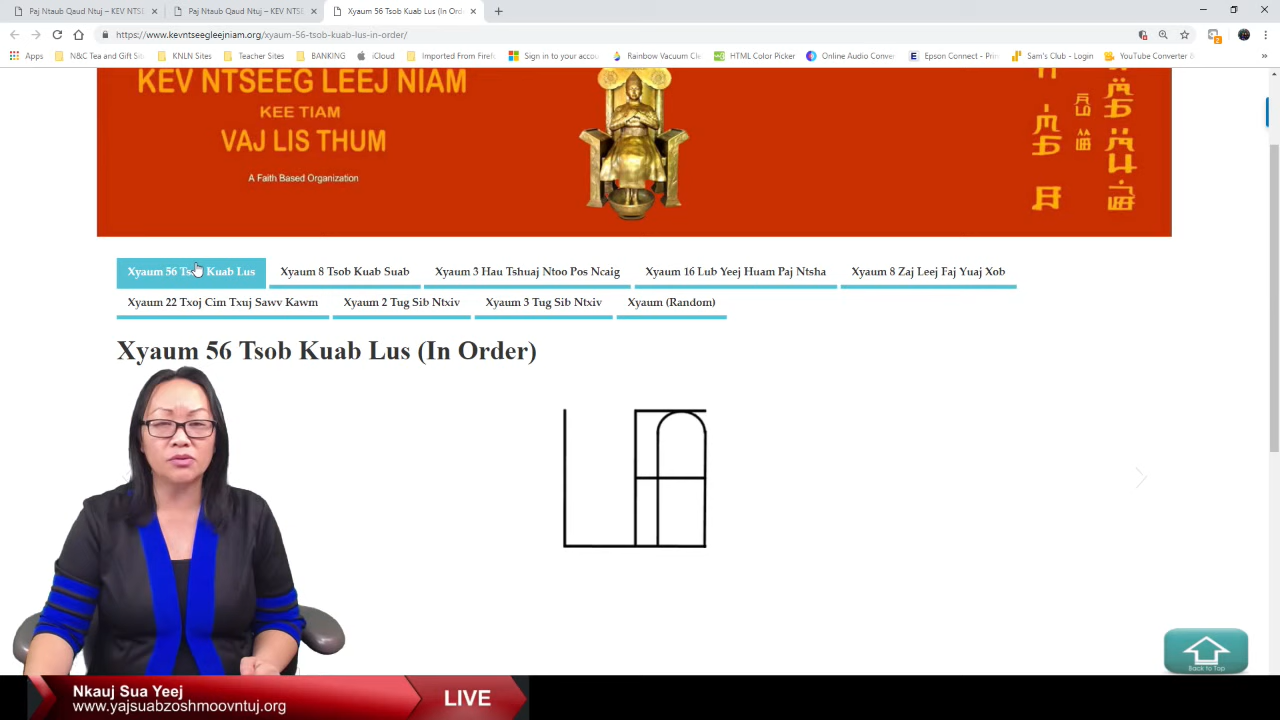 Paj Ntaub Qaud Ntuj – KEV NTSE
Paj Ntaub Qaud Ntuj – KEV NTSE
Xyaum 56 Tsob Kuab Lus (In Ord
https://www.kevntseegleejniam.org/xyaum-56-tsob-kuab-lus-in-order/
Apps
N&C Tea and Gift Sit
KNLN Sites
Teacher Sites
BANKING
iCloud
Imported From Firef
Sign in to your accou
Rainbow Vacuum Cle
HTML Color Picker
Online Audio Conver
Epson Connect - Prin
Sam's Club - Login
YouTube Converter &
KEV NTSEEG LEEJ NIAM
KEE TIAM
VAJ LIS THUM
A Faith Based Organization
Xyaum 56 Tsob Kuab Lus
Xyaum 8 Tsob Kuab Suab
Xyaum 3 Hau Tshuaj Ntoo Pos Ncaig
Xyaum 16 Lub Yeej Huam Paj Ntsha
Xyaum 8 Zaj Leej Faj Yuaj Xob
Xyaum 22 Txoj Cim Txuj Sawv Kawm
Xyaum 2 Tug Sib Ntxiv
Xyaum 3 Tug Sib Ntxiv
Xyaum (Random)
Xyaum 56 Tsob Kuab Lus (In Order)
Back to Top
Nkauj Sua Yeej
www.yajsuabzoshmoovntuj.org
LIVE